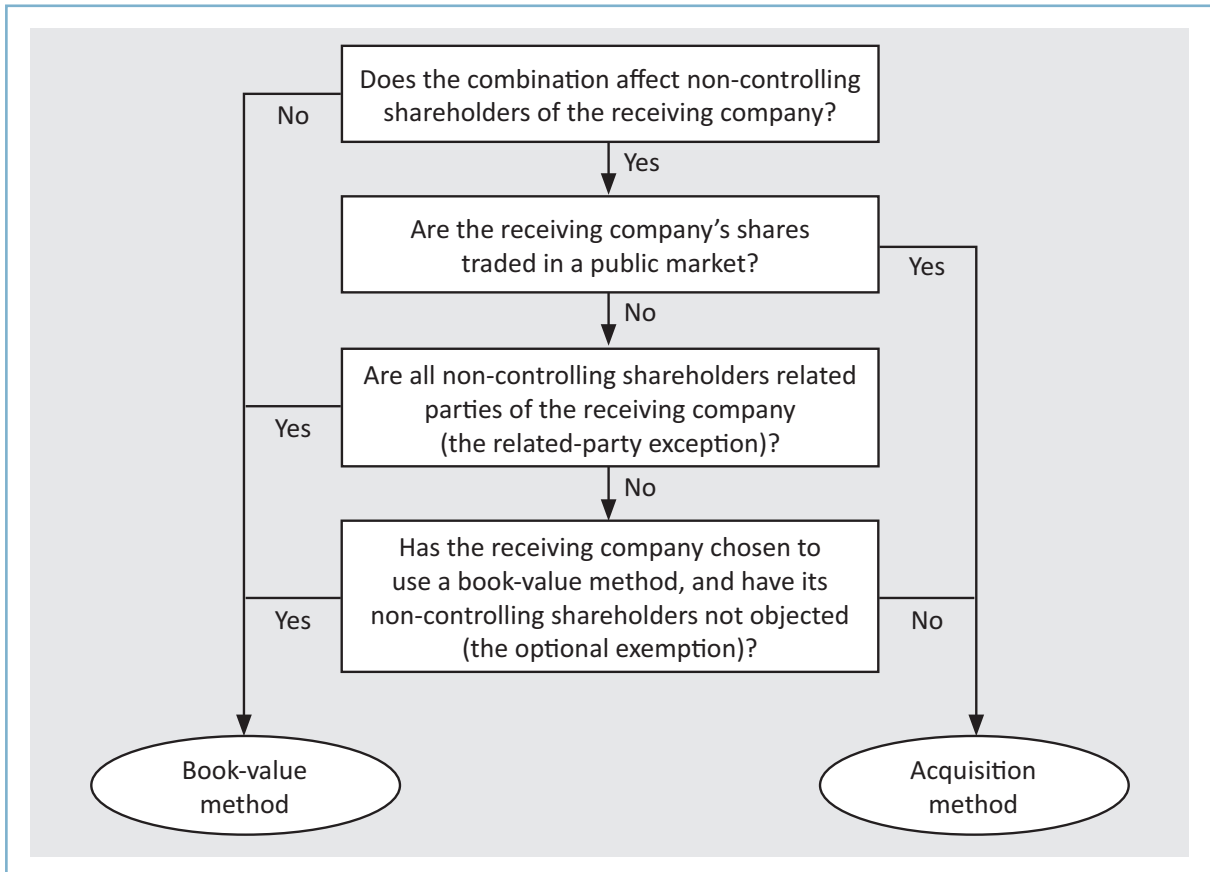 Does the combination affect non-controlling
shareholders of the receiving company?
No
Yes
Are the receiving company’s shares
traded in a public market?
Yes
No
Are all non-controlling shareholders related
parties of the receiving company
(the related-party exception)?
Yes
No
Has the receiving company chosen to
use a book-value method, and have its
non-controlling shareholders not objected
(the optional exemption)?
Yes
No
Book-value
method
Acquisition
method